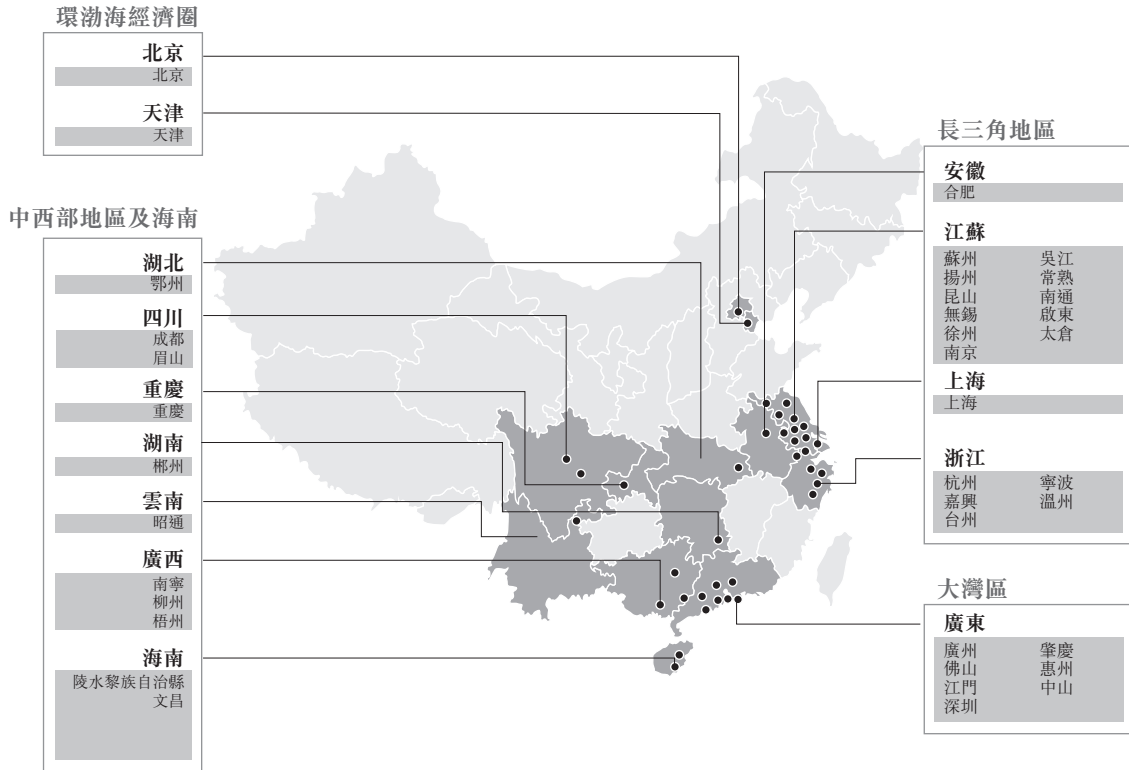 環渤海經濟圈
北京
北京
天津
天津
中西部地區及海南
湖北
鄂州
四川
成都
眉山
重慶
重慶
湖南
郴州
雲南
昭通
廣西
南寧
柳州
梧州
海南
陵水黎族自治縣
文昌
長三角地區
安徽
合肥
江蘇
蘇州 吳江
揚州 常熟
昆山 南通
無錫 啟東
徐州 太倉
南京
上海
上海
浙江
杭州 寧波
嘉興 溫州
台州
大灣區
廣東
廣州 肇慶
佛山 惠州
江門 中山
深圳